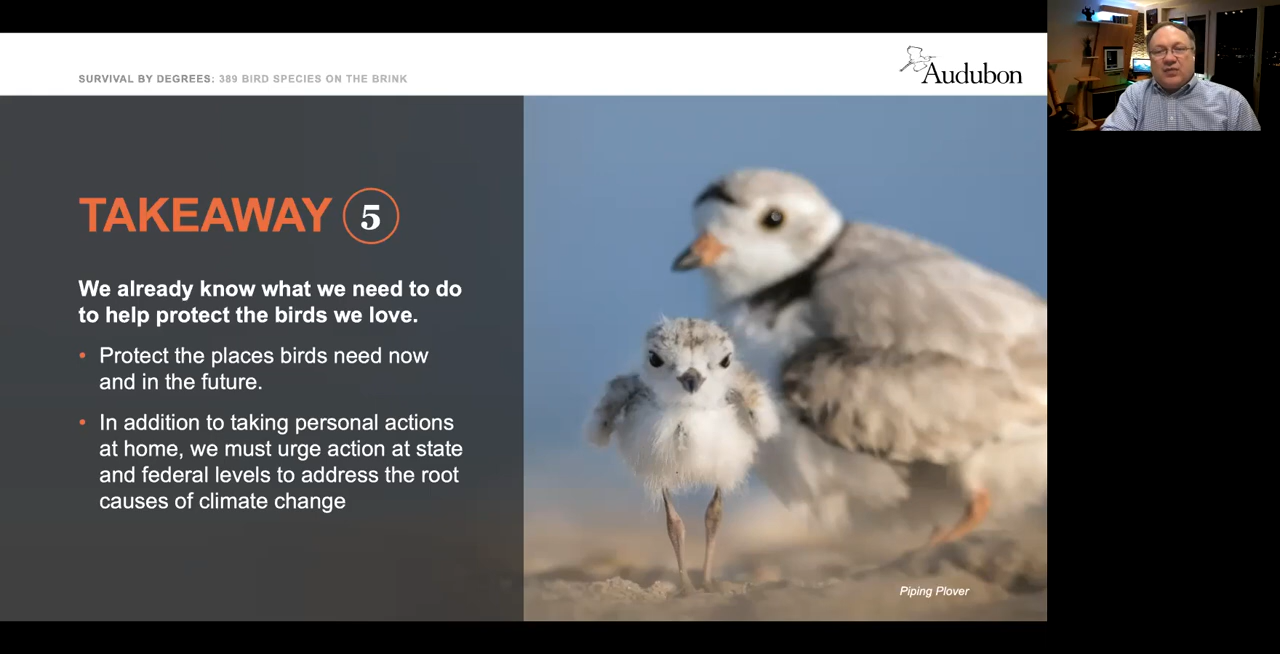 SURVIVAL BY DEGREES: 389 BIRD SPECIES ON THE BRINK
Audubon
TAKEAWAY 5
We already know what we need to do
to help protect the birds we love.
• Protect the places birds need now
and in the future.
• In addition to taking personal actions
at home, we must urge action at state
and federal levels to address the root
causes of climate change
Piping Plover